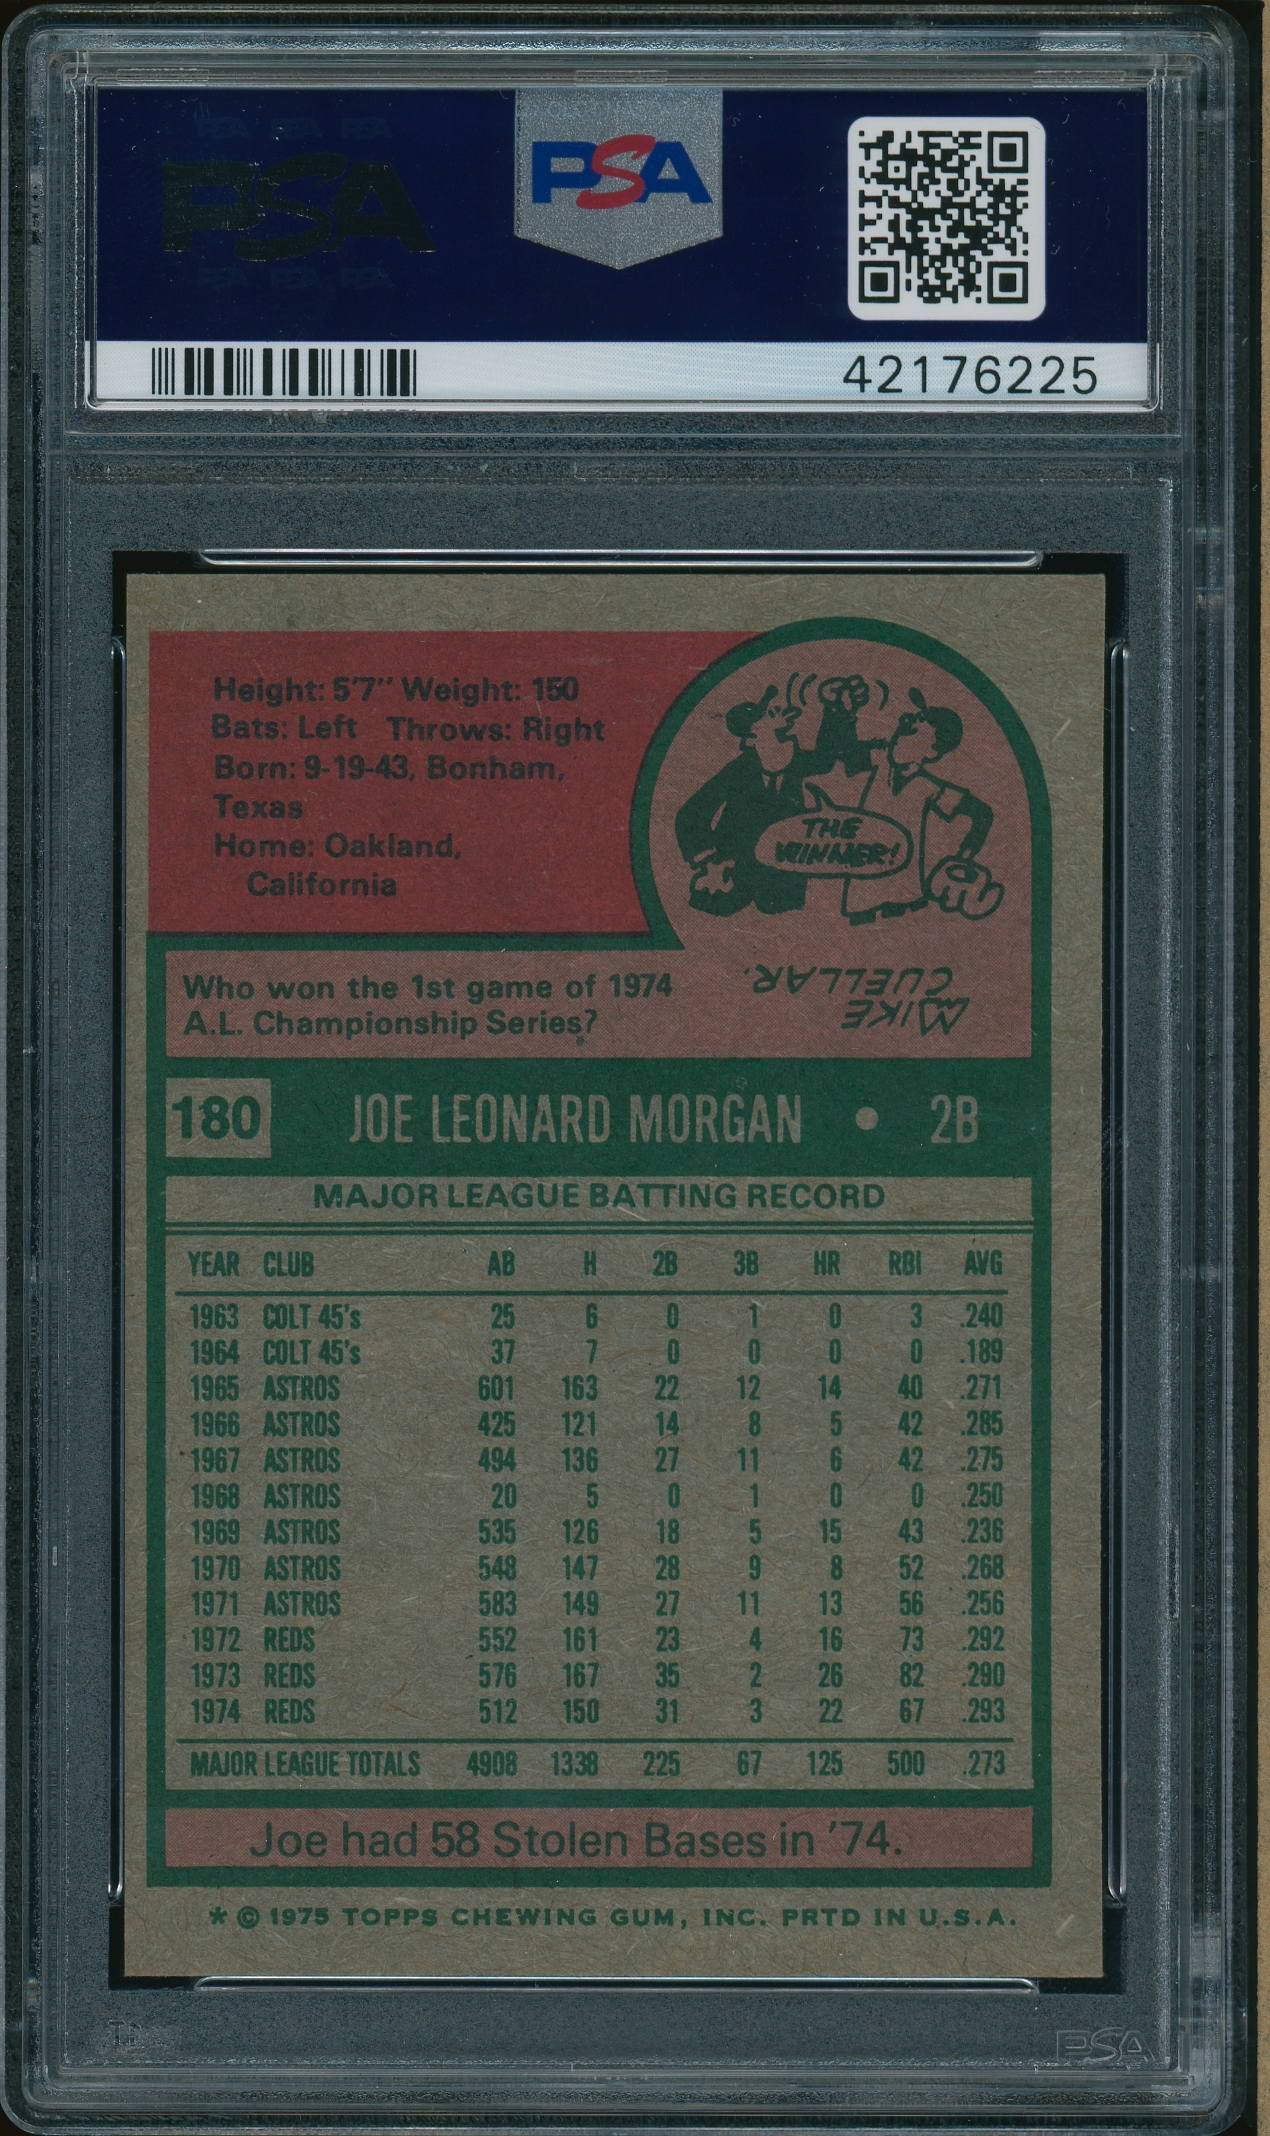 PSA
PSA
42176225
Height: 5'7" Weight: 150
Bats: Left Throws: Right
Born: 9-19-43, Bonham,
Texas
Home: Oakland,
California
THE
WINNER!
Who won the 1st game of 1974
A.L. Championship Series?
MIKE
CUELLAR.
180 JOE LEONARD MORGAN • 2B
MAJOR LEAGUE BATTING RECORD
YEAR CLUB AB H 2B 3B HR RBI AVG
1963 COLT 45's 25 6 0 1 0 3 .240
1964 COLT 45's 37 7 0 0 0 0 .189
1965 ASTROS 601 163 22 12 14 40 .271
1966 ASTROS 425 121 14 8 5 42 .285
1967 ASTROS 494 136 27 11 6 42 .275
1968 ASTROS 20 5 0 1 0 0 .250
1969 ASTROS 535 126 18 5 15 43 .236
1970 ASTROS 548 147 28 9 8 52 .268
1971 ASTROS 583 149 27 11 13 56 .256
1972 REDS 552 161 23 4 16 73 .292
1973 REDS 576 167 35 2 26 82 .290
1974 REDS 512 150 31 3 22 67 .293
MAJOR LEAGUE TOTALS 4908 1338 225 67 125 500 .273
Joe had 58 Stolen Bases in '74.
* © 1975 TOPPS CHEWING GUM, INC. PRTD IN U.S.A.
PSA